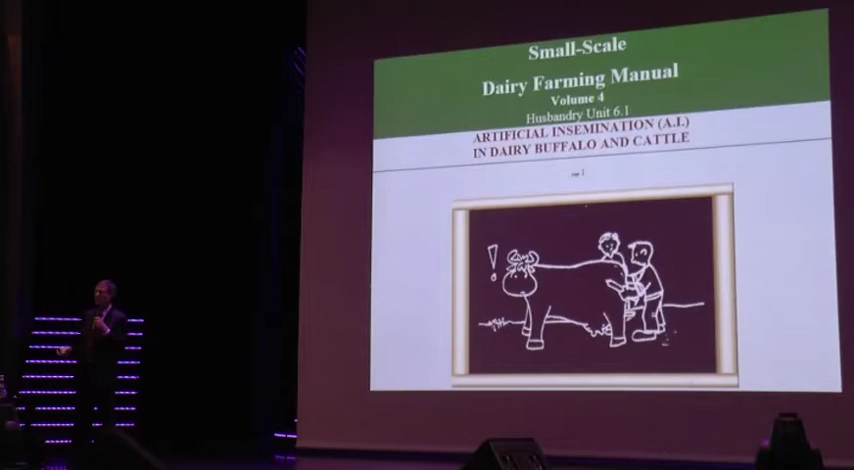 Small-Scale
Dairy Farming Manual
Volume 4
Husbandry Unit 6.1
ARTIFICIAL INSEMINATION (A.I.)
IN DAIRY BUFFALO AND CATTLE
!